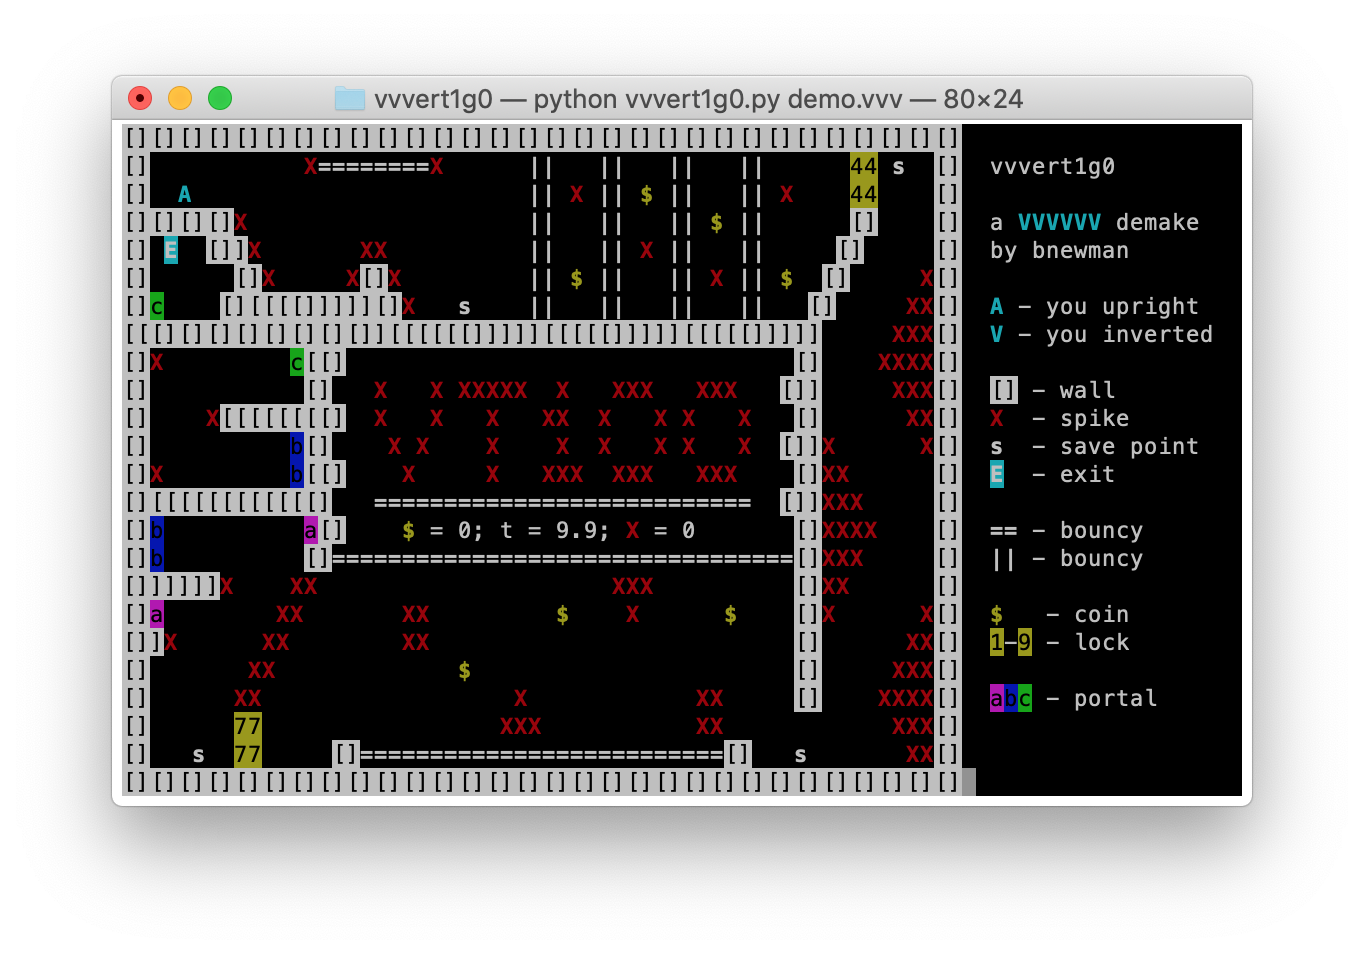 vvvert1g0 — python vvvert1g0.py demo.vvv — 80×24
[][][][][][][][][][][][][][][][][][][][][][][][][][][][][][]
[] X========X || || || || 44 s [] vvvert1g0
[] A || X || $ || || X 44 []
[][][][]X || || || $ || [] [] a VVVVVV demake
[] E []]X XX || || X || || [] [] by bnewman
[] []X X[]X || $ || || X || $ [] X[]
[]c [][[[[]]]]]]]X s || || || || [] XX[] A – you upright
[[[[[[[[[[[[[[[[[[[[[[[[[[[[[[[[[[[[[[[[[[[[[[[[[] XXX[] V – you inverted
[]X c[[] [] XXXX[]
[] [] X X XXXXX X XXX XXX []] XXX[] [] – wall
[] X[[[[[[[[] X X X XX X X X X [] XX[] X – spike
[] b[] X X X X X X X X []]X X[] s – save point
[]X b[[] X X XXX XXX XXX []XX [] E – exit
[][[[[[[[[[[[[] =========================== []]XXX []
[]b a[] $ = 0; t = 9.9; X = 0 []XXXX [] == – bouncy
[]b []=================================[]XXX [] || – bouncy
[]]]]]]X XX XXX []XX []
[]a XX XX $ X $ []X X[] $ – coin
[]]X XX XX [] XX[] 1–9 – lock
[] XX $ [] XXX[]
[] XX X XX [] XXXX[] abc – portal
[] 77 XXX XX XXX[]
[] s 77 []==========================[] s XX[]
[][][][][][][][][][][][][][][][][][][][][][][][][][][][][][]